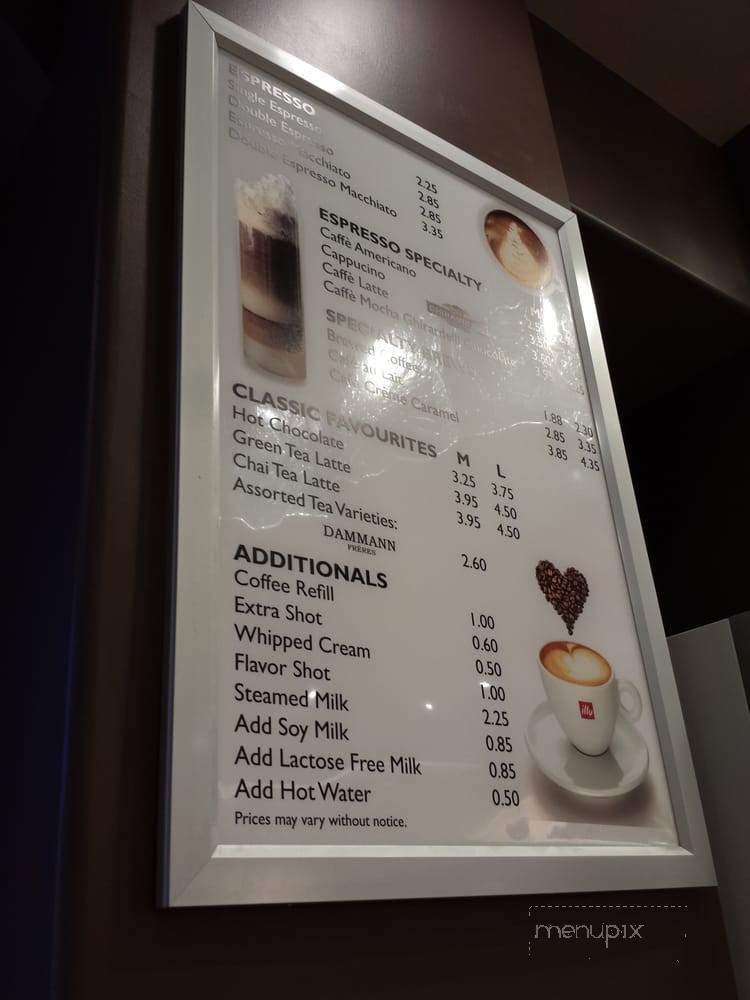 ESPRESSO
Single Espresso 2.25
Double Espresso 2.85
Espresso Macchiato 2.85
Double Espresso Macchiato 3.35
ESPRESSO SPECIALTY
Caffè Americano
Cappucino
Caffè Latte
Caffè Mocha Ghirardelli Chocolate
SPECIALTY
Brewed Coffee 1.88 2.30
Café au Lait 2.85 3.35
Café Crème Caramel 3.85 4.35
CLASSIC FAVOURITES M L
Hot Chocolate 3.25 3.75
Green Tea Latte 3.95 4.50
Chai Tea Latte 3.95 4.50
Assorted Tea Varieties: 2.60
DAMMANN
FRÈRES
ADDITIONALS
Coffee Refill 1.00
Extra Shot 0.60
Whipped Cream 0.50
Flavor Shot 1.00
Steamed Milk 2.25
Add Soy Milk 0.85
Add Lactose Free Milk 0.85
Add Hot Water 0.50
Prices may vary without notice.
illy
menupix